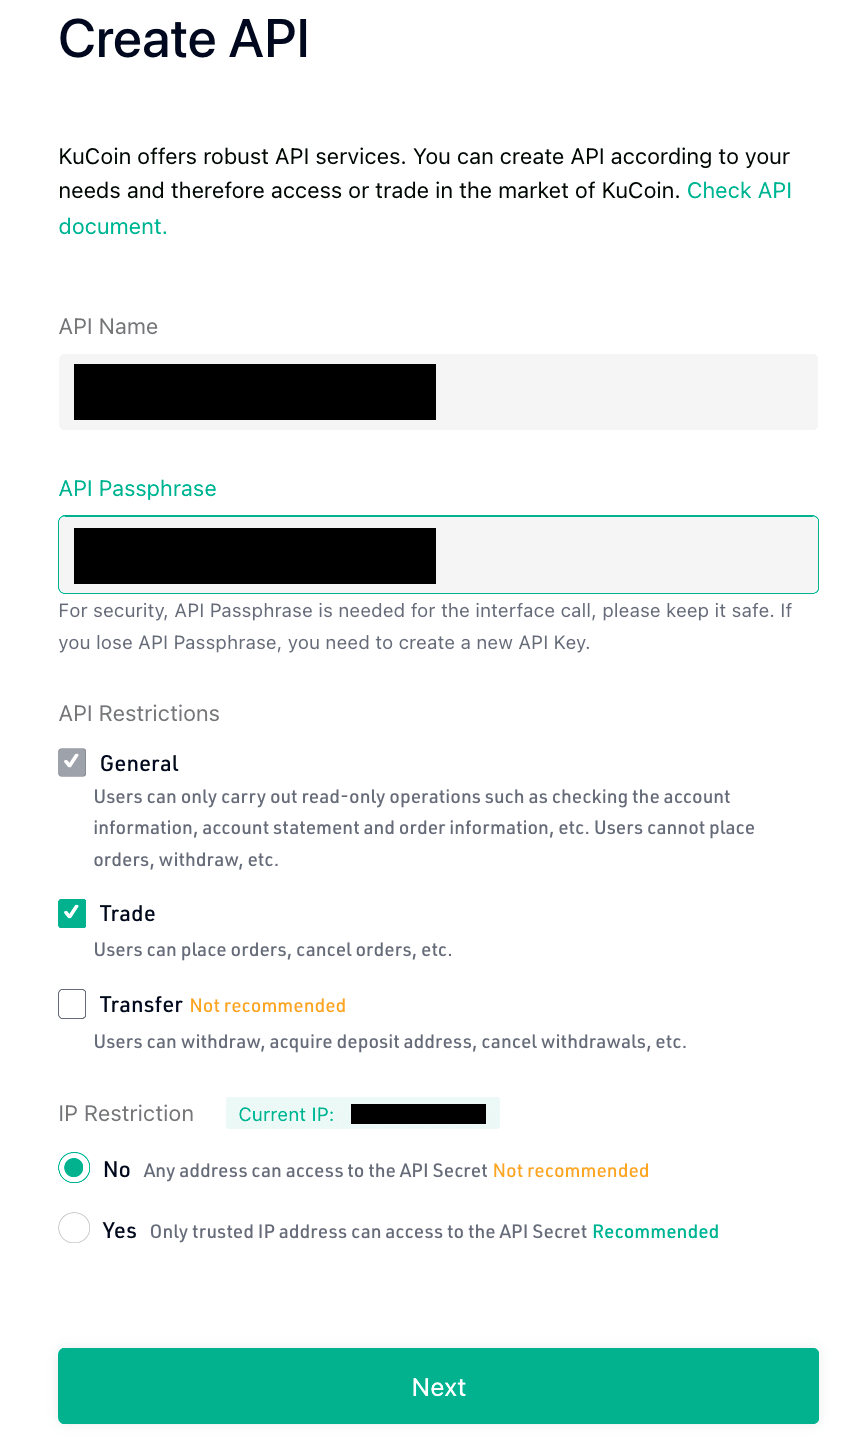 Create API
KuCoin offers robust API services. You can create API according to your
needs and therefore access or trade in the market of KuCoin. Check API
document.
API Name
API Passphrase
For security, API Passphrase is needed for the interface call, please keep it safe. If
you lose API Passphrase, you need to create a new API Key.
API Restrictions
General
Users can only carry out read-only operations such as checking the account
information, account statement and order information, etc. Users cannot place
orders, withdraw, etc.
Trade
Users can place orders, cancel orders, etc.
Transfer Not recommended
Users can withdraw, acquire deposit address, cancel withdrawals, etc.
IP Restriction Current IP:
No Any address can access to the API Secret Not recommended
Yes Only trusted IP address can access to the API Secret Recommended
Next